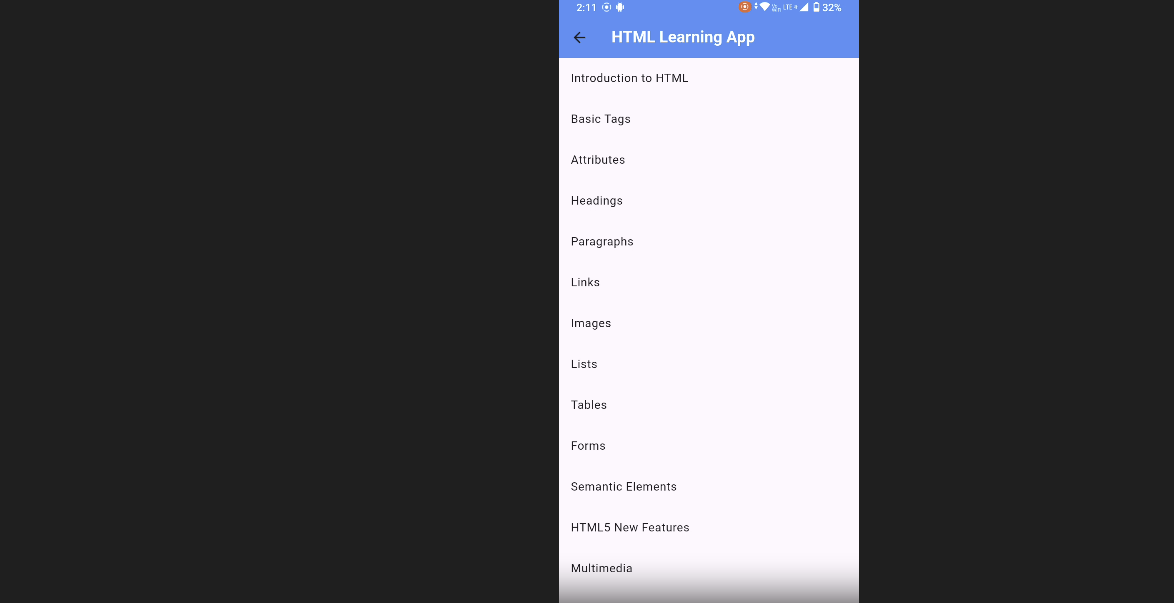 2:11 LTE 32%
HTML Learning App
Introduction to HTML
Basic Tags
Attributes
Headings
Paragraphs
Links
Images
Lists
Tables
Forms
Semantic Elements
HTML5 New Features
Multimedia